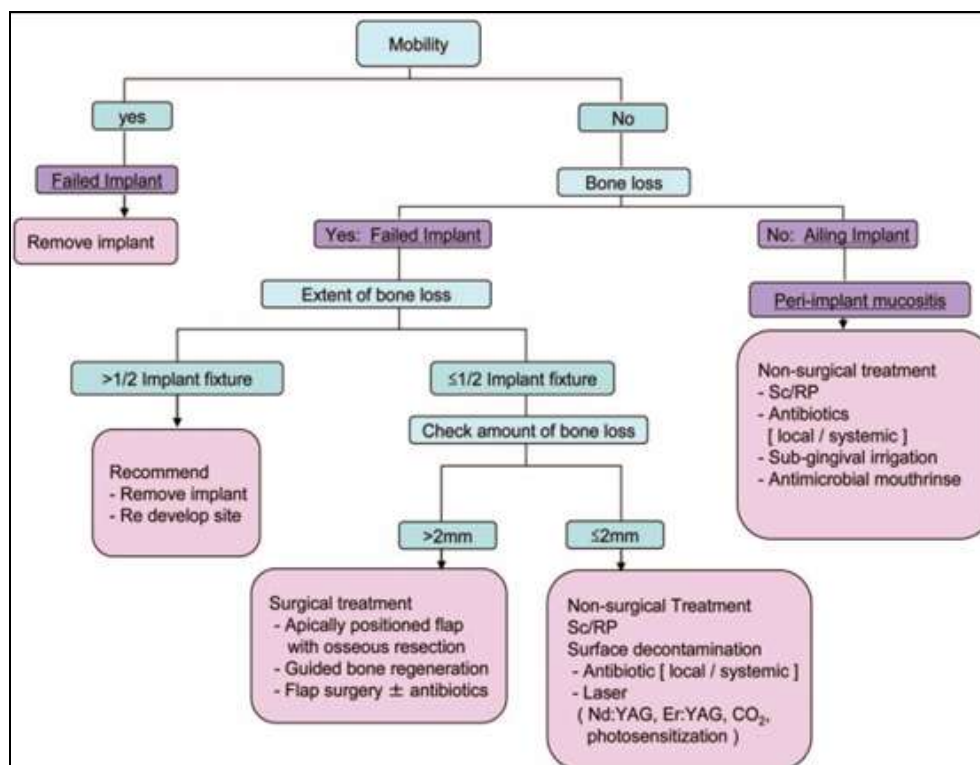 Mobility
yes
No
Failed Implant
Bone loss
Remove implant
Yes: Failed Implant
No: Ailing Implant
Extent of bone loss
Peri-implant mucositis
>1/2 Implant fixture
≤1/2 Implant fixture
Non-surgical treatment
- Sc/RP
- Antibiotics
[ local / systemic ]
- Sub-gingival irrigation
- Antimicrobial mouthrinse
Check amount of bone loss
Recommend
- Remove implant
- Re develop site
>2mm
≤2mm
Surgical treatment
- Apically positioned flap
with osseous resection
- Guided bone regeneration
- Flap surgery ± antibiotics
Non-surgical Treatment
Sc/RP
Surface decontamination
- Antibiotic [ local / systemic ]
- Laser
( Nd:YAG, Er:YAG, CO₂,
photosensitization )